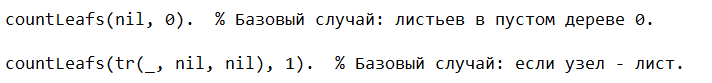 countLeafs(nil, 0).  % Базовый случай: листьев в пустом дереве 0.
countLeafs(tr(_, nil, nil), 1).  % Базовый случай: если узел - лист.